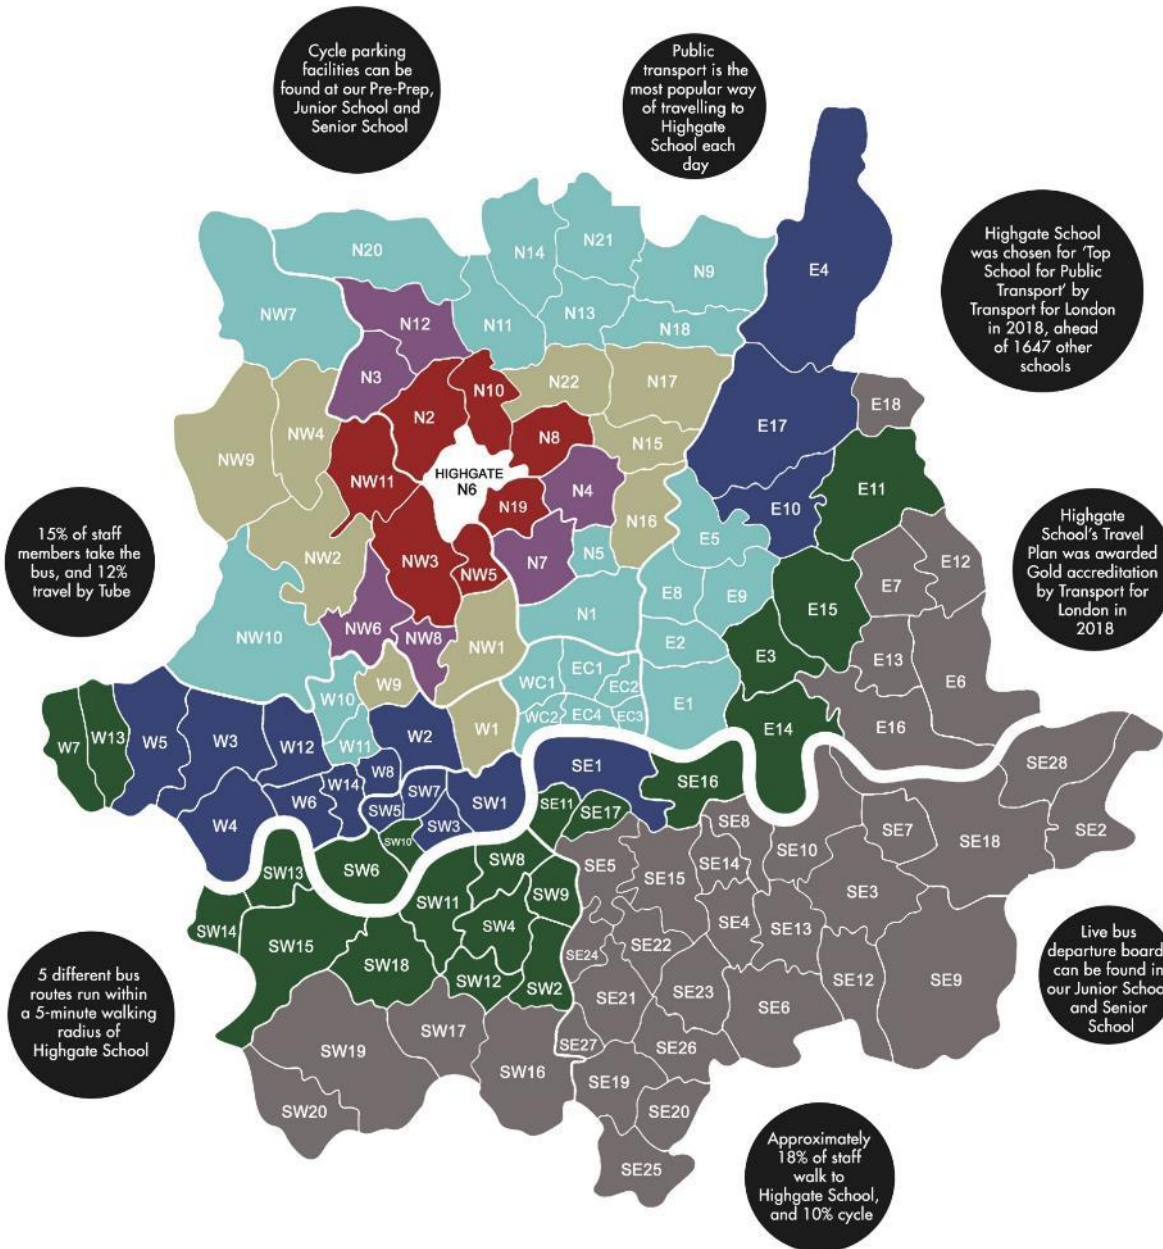 Cycle parking
facilities can be
found at our Pre-Prep,
Junior School and
Senior School
Public
transport is the
most popular way
of travelling to
Highgate
School each
day
Highgate School
was chosen for ‘Top
School for Public
Transport’ by
Transport for London
in 2018, ahead
of 1647 other
schools
15% of staff
members take the
bus, and 12%
travel by Tube
Highgate
School’s Travel
Plan was awarded
Gold accreditation
by Transport for
London in
2018
5 different bus
routes run within
a 5-minute walking
radius of
Highgate School
Live bus
departure board
can be found in
our Junior Schoo
and Senior
School
Approximately
18% of staff
walk to
Highgate School,
and 10% cycle
N20
N14
N21
N9
E4
NW7
N12
N11
N13
N18
N3
N2
N10
N22
N17
E18
NW9
NW4
N8
N15
E17
NW11
HIGHGATE
N6
N4
E11
N19
N16
E10
NW2
NW3
NW5
N7
N5
E5
E7
E12
NW10
NW6
NW8
N1
E8
E9
E15
NW1
E2
E3
E13
E6
W10
W9
WC1
EC1
EC2
E1
W11
W1
WC2
EC4
EC3
E14
E16
W7
W13
W5
W3
W12
W2
W8
W14
W6
W4
SW5
SW7
SW3
SW1
SE1
SE16
SE28
SE2
SE11
SE17
SE8
SE7
SE18
SW13
SW6
SW10
SW8
SE5
SE14
SE10
SE15
SE3
SW14
SW15
SW11
SW9
SW4
SE4
SE13
SW18
SW12
SW2
SE24
SE22
SE23
SE12
SE9
SE21
SE6
SW19
SW17
SW16
SE27
SE26
SE19
SE20
SW20
SE25